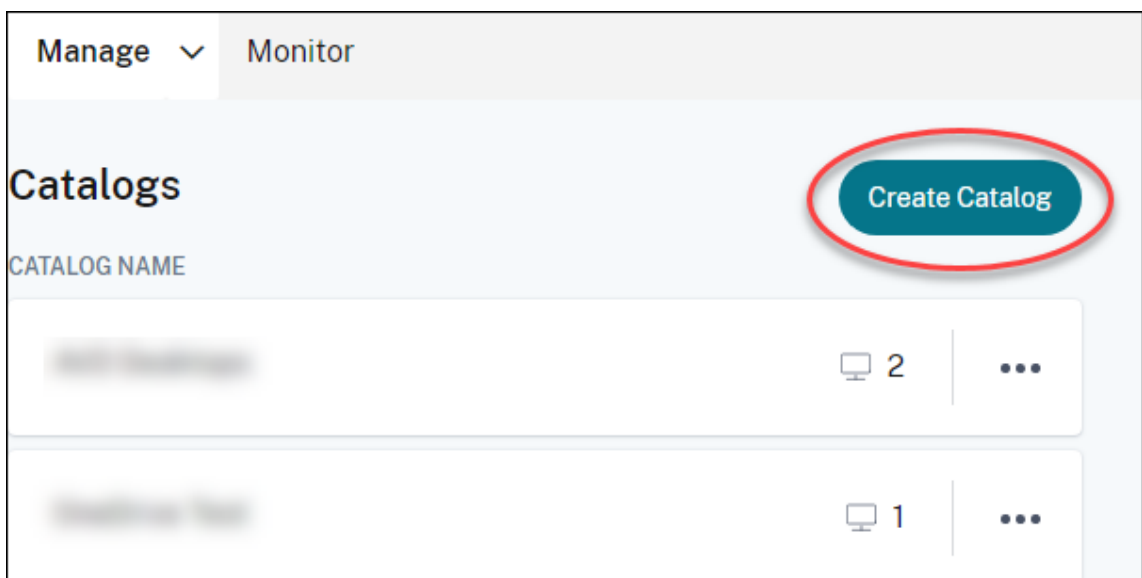 Manage Monitor
Catalogs
Create Catalog
CATALOG NAME
2
1